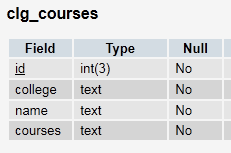 clg_courses
Field Type Null
id int(3) No
college text No
name text No
courses text No